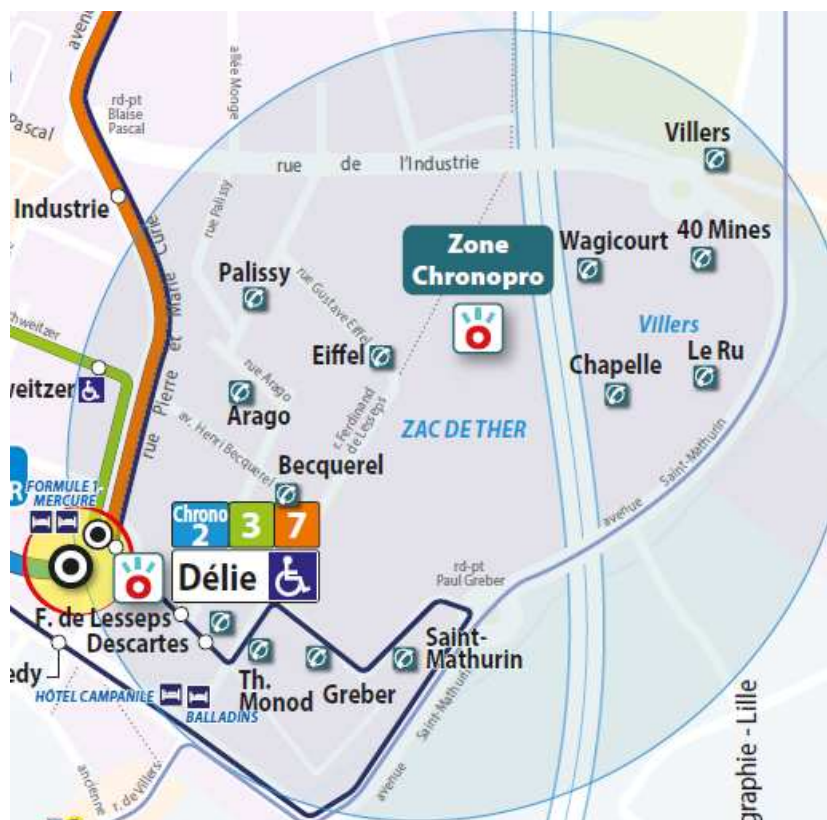 avenue
allée Monge
rd-pt
Blaise
Pascal
Pascal
Villers
rue de l'Industrie
Industrie
rue Palissy
Zone
Chronopro
Wagicourt
40 Mines
Palissy
rue Gustave Eiffel
rue Pierre et Marie Curie
Villers
chweitzer
Eiffel
Chapelle
Le Ru
weitzer
rue Arago
Arago
r. Ferdinand
de Lesseps
ZAC DE THER
av. Henri Becquerel
Becquerel
avenue Saint-Mathurin
R
FORMULE 1
MERCURE
Chrono
2
3
7
Délie
rd-pt
Paul Greber
F. de Lesseps
Descartes
Saint-
Mathurin
edy
Th.
Monod
Greber
HÔTEL CAMPANILE
BALLADINS
avenue Saint-Mathurin
ancienne
r. de Villers
graphie - Lille